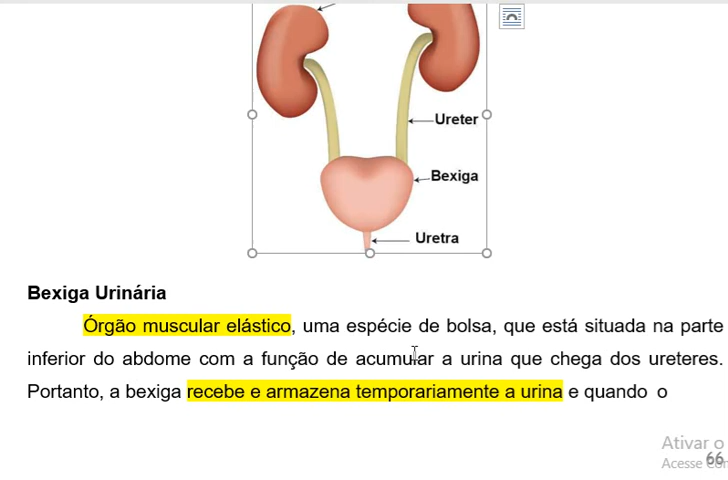 Ureter
Bexiga
Uretra
Bexiga Urinária
Órgão muscular elástico, uma espécie de bolsa, que está situada na parte
inferior do abdome com a função de acumular a urina que chega dos ureteres.
Portanto, a bexiga recebe e armazena temporariamente a urina e quando o
Ativar o
Acesse
66